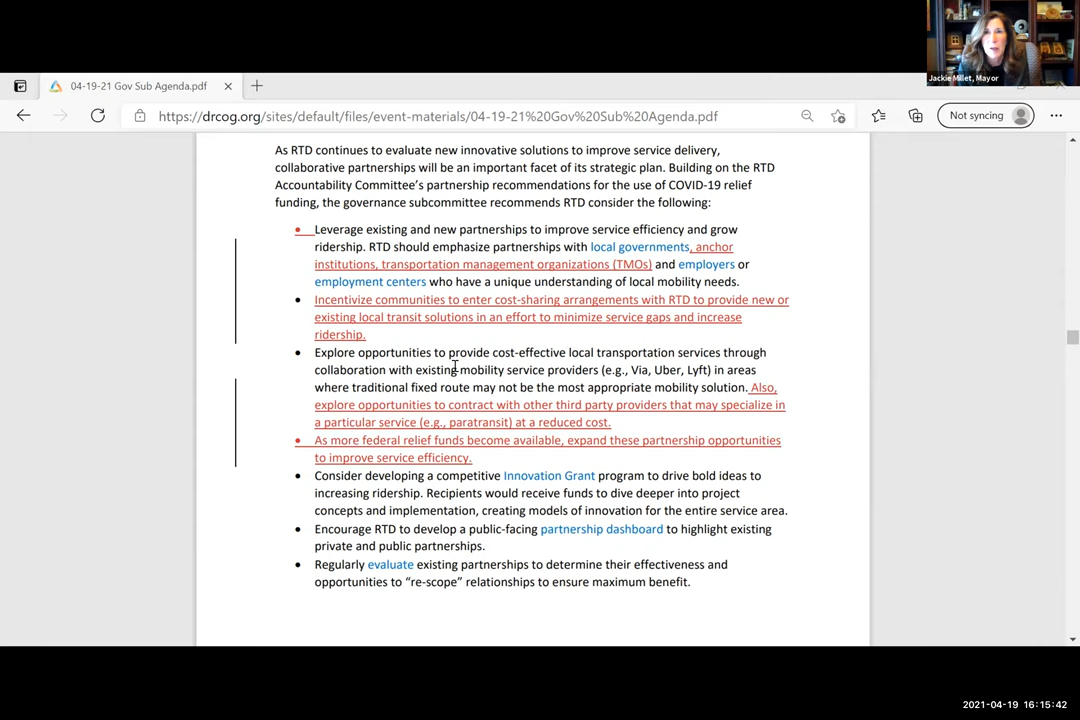 Jackie Millet, Mayor
04-19-21 Gov Sub Agenda.pdf
https://drcog.org/sites/default/files/event-materials/04-19-21%20Gov%20Sub%20Agenda.pdf
Not syncing
As RTD continues to evaluate new innovative solutions to improve service delivery,
collaborative partnerships will be an important facet of its strategic plan. Building on the RTD
Accountability Committee's partnership recommendations for the use of COVID-19 relief
funding, the governance subcommittee recommends RTD consider the following:
• Leverage existing and new partnerships to improve service efficiency and grow
ridership. RTD should emphasize partnerships with local governments, anchor
institutions, transportation management organizations (TMOs) and employers or
employment centers who have a unique understanding of local mobility needs.
• Incentivize communities to enter cost-sharing arrangements with RTD to provide new or
existing local transit solutions in an effort to minimize service gaps and increase
ridership.
• Explore opportunities to provide cost-effective local transportation services through
collaboration with existing mobility service providers (e.g., Via, Uber, Lyft) in areas
where traditional fixed route may not be the most appropriate mobility solution. Also,
explore opportunities to contract with other third party providers that may specialize in
a particular service (e.g., paratransit) at a reduced cost.
• As more federal relief funds become available, expand these partnership opportunities
to improve service efficiency.
• Consider developing a competitive Innovation Grant program to drive bold ideas to
increasing ridership. Recipients would receive funds to dive deeper into project
concepts and implementation, creating models of innovation for the entire service area.
• Encourage RTD to develop a public-facing partnership dashboard to highlight existing
private and public partnerships.
• Regularly evaluate existing partnerships to determine their effectiveness and
opportunities to "re-scope" relationships to ensure maximum benefit.
2021-04-19 16:15:42